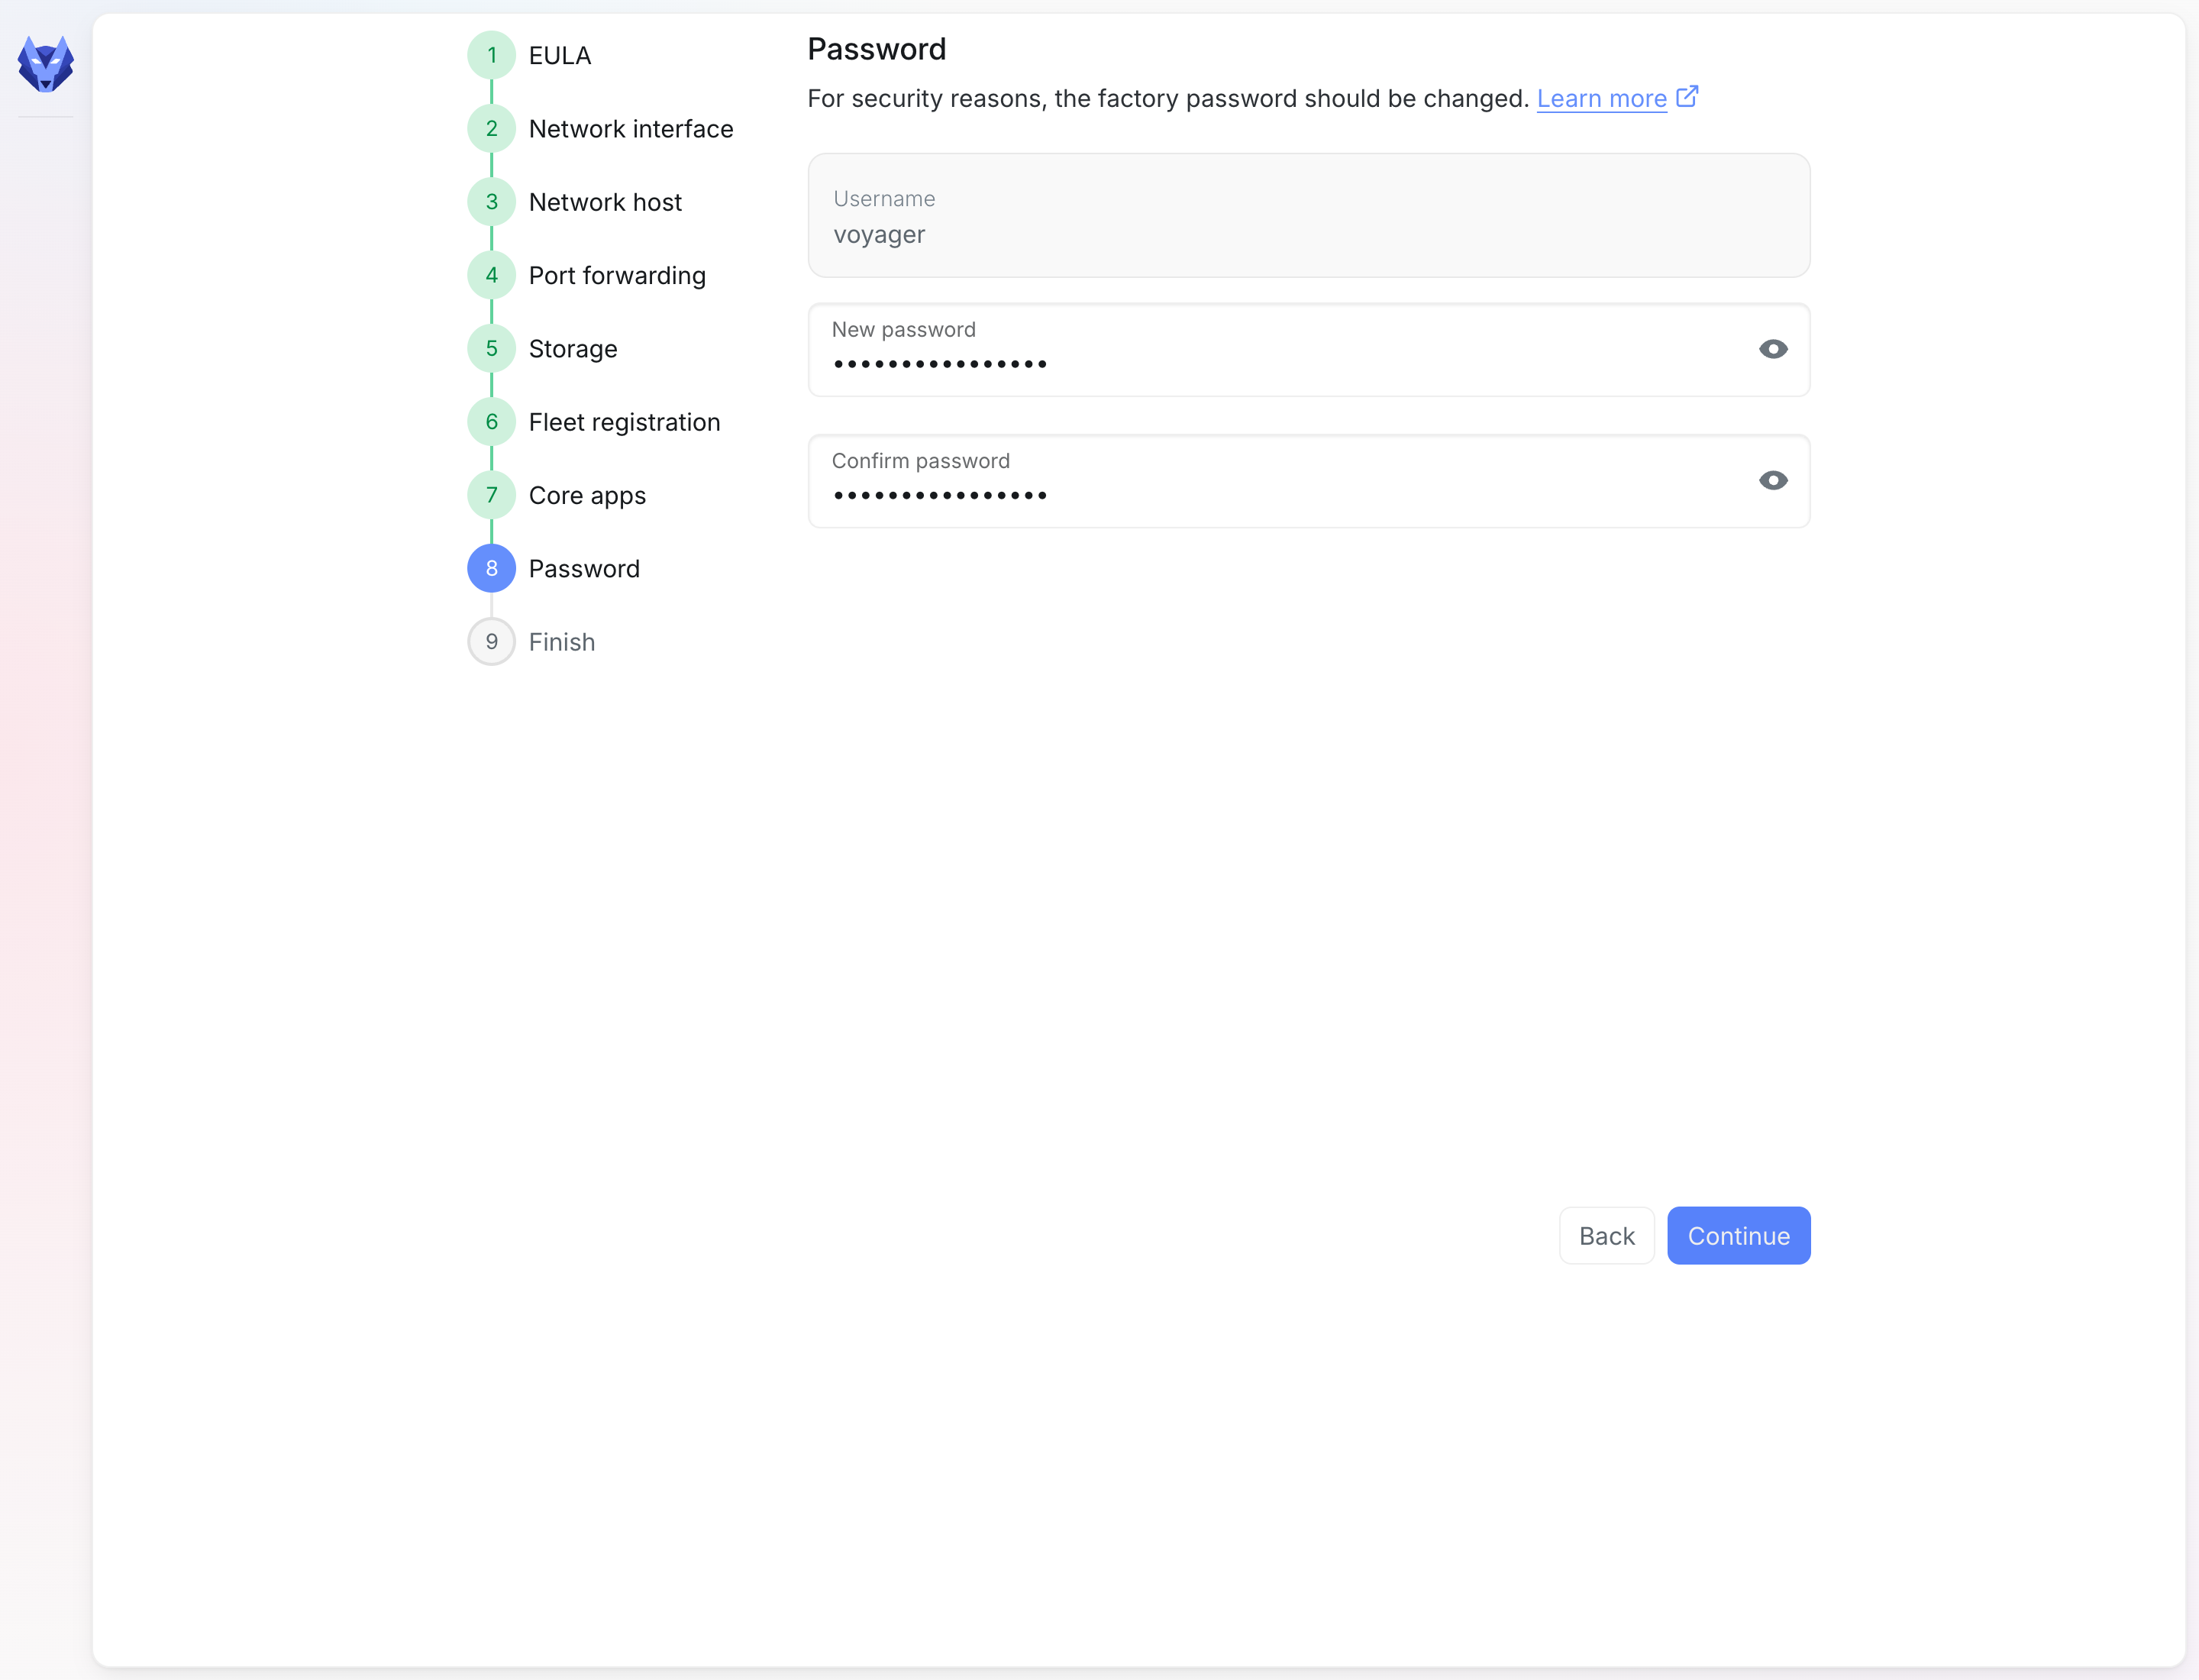 1 EULA
2 Network interface
3 Network host
4 Port forwarding
5 Storage
6 Fleet registration
7 Core apps
8 Password
9 Finish
Password
For security reasons, the factory password should be changed. Learn more
Username
voyager
New password
••••••••••••••••
Confirm password
••••••••••••••••
Back
Continue